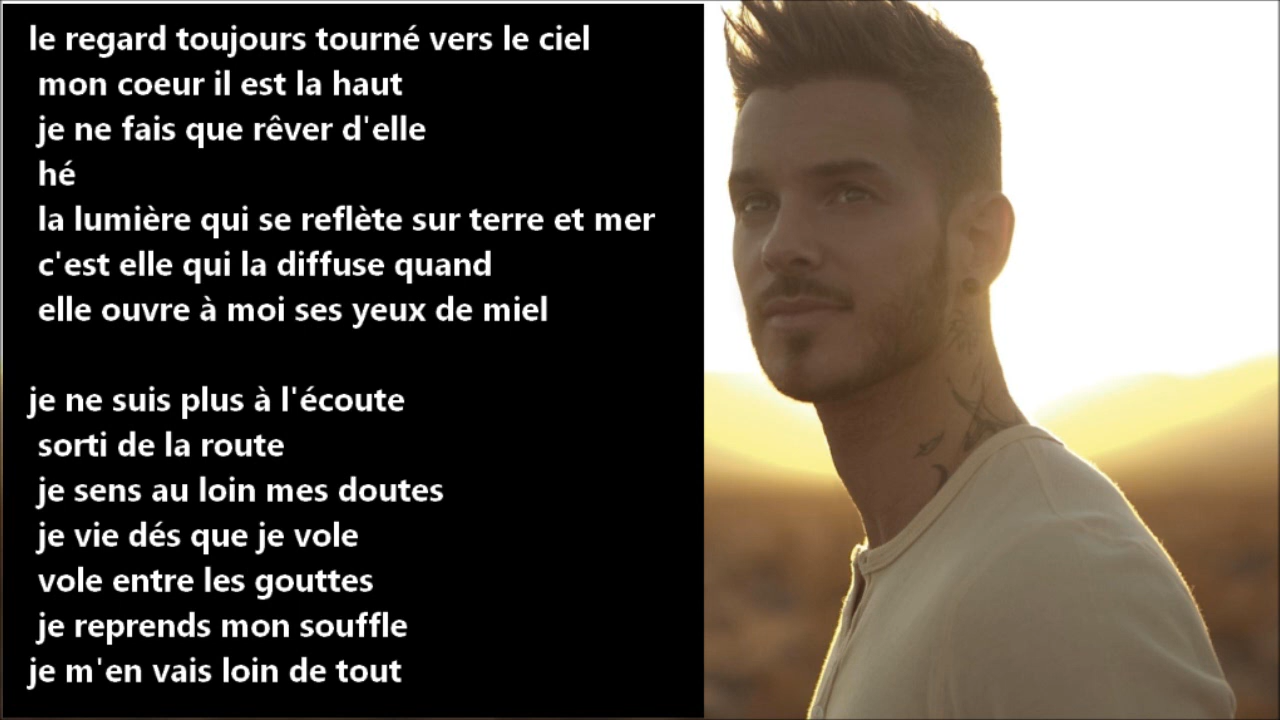 le regard toujours tourné vers le ciel
mon coeur il est la haut
je ne fais que rêver d'elle
hé
la lumière qui se reflète sur terre et mer
c'est elle qui la diffuse quand
elle ouvre à moi ses yeux de miel
je ne suis plus à l'écoute
sorti de la route
je sens au loin mes doutes
je vie dés que je vole
vole entre les gouttes
je reprends mon souffle
je m'en vais loin de tout